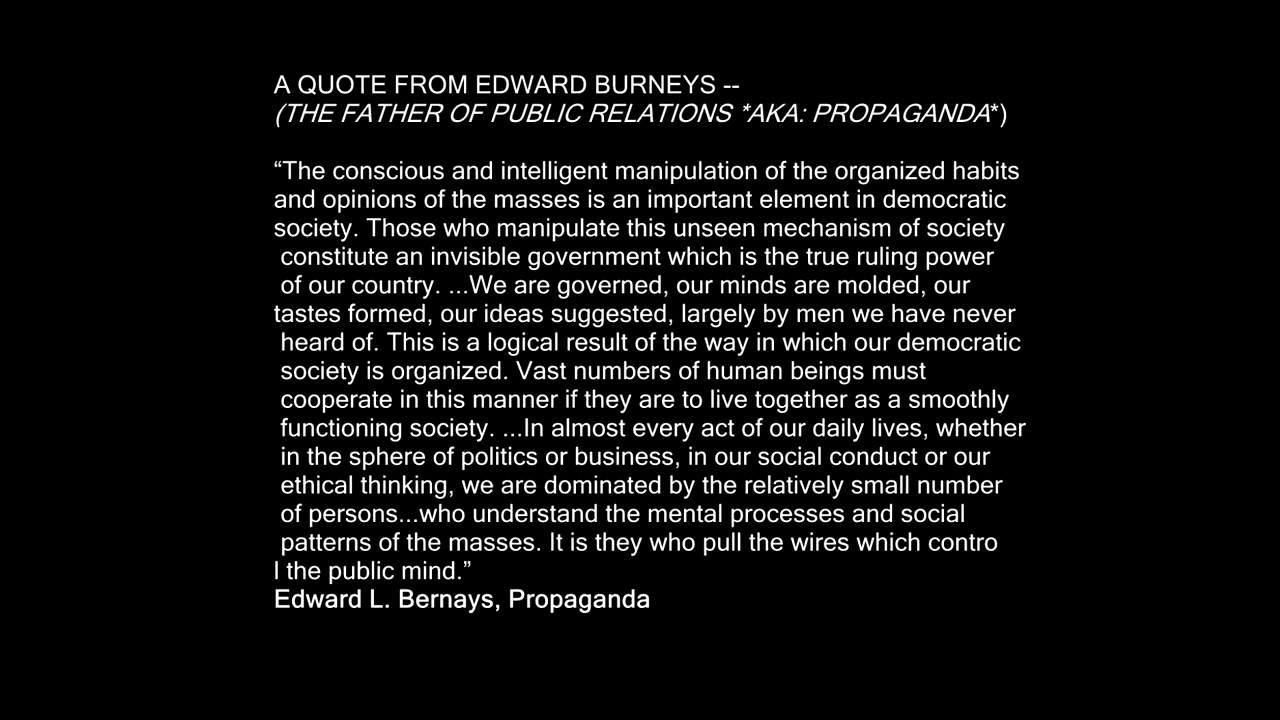 A QUOTE FROM EDWARD BURNEYS --
(THE FATHER OF PUBLIC RELATIONS *AKA: PROPAGANDA*)
“The conscious and intelligent manipulation of the organized habits
and opinions of the masses is an important element in democratic
society. Those who manipulate this unseen mechanism of society
constitute an invisible government which is the true ruling power
of our country. ...We are governed, our minds are molded, our
tastes formed, our ideas suggested, largely by men we have never
heard of. This is a logical result of the way in which our democratic
society is organized. Vast numbers of human beings must
cooperate in this manner if they are to live together as a smoothly
functioning society. ...In almost every act of our daily lives, whether
in the sphere of politics or business, in our social conduct or our
ethical thinking, we are dominated by the relatively small number
of persons...who understand the mental processes and social
patterns of the masses. It is they who pull the wires which contro
l the public mind.”
Edward L. Bernays, Propaganda